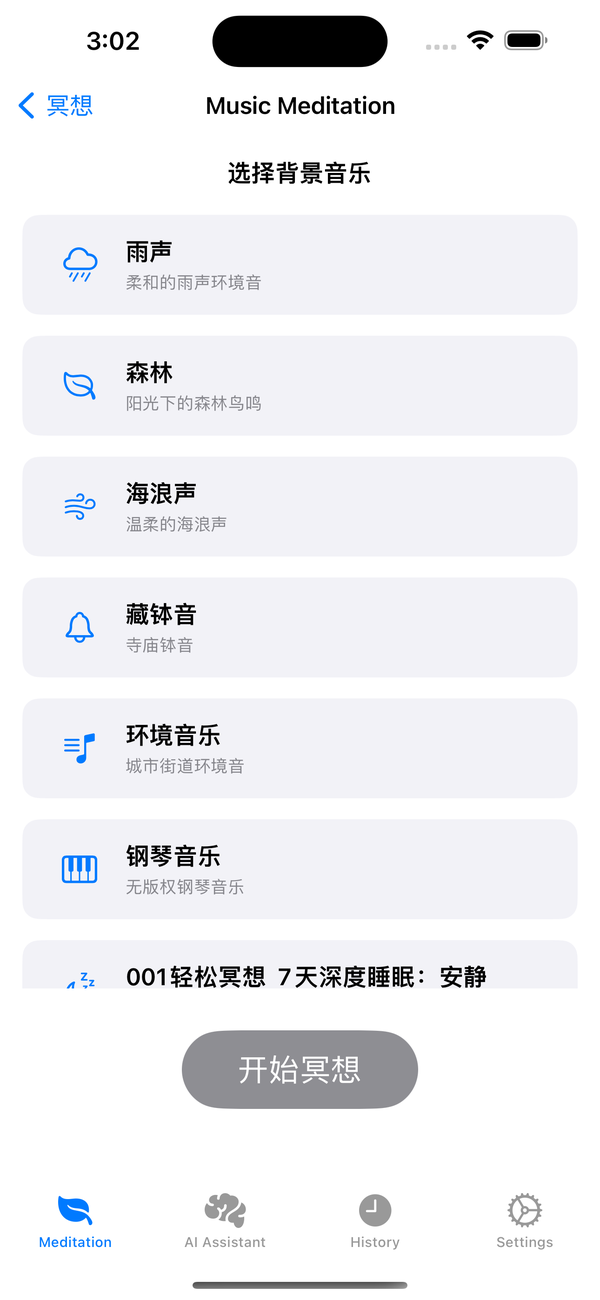 3:02
冥想
Music Meditation
选择背景音乐
雨声
柔和的雨声环境音
森林
阳光下的森林鸟鸣
海浪声
温柔的海浪声
藏钵音
寺庙钵音
环境音乐
城市街道环境音
钢琴音乐
无版权钢琴音乐
001轻松冥想 7天深度睡眠：安静
开始冥想
Meditation
AI Assistant
History
Settings